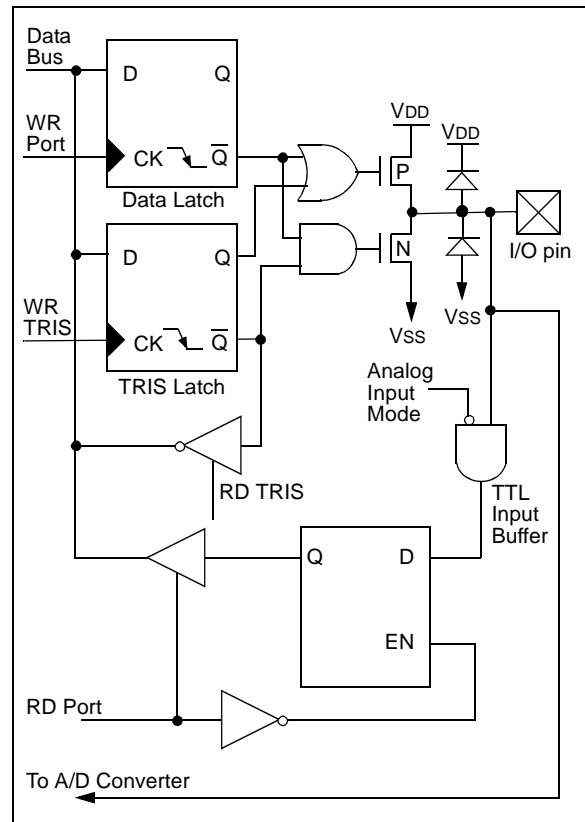 Data
Bus
D
Q
VDD
VDD
WR
Port
CK
Q
P
Data Latch
I/O pin
D
Q
N
WR
TRIS
CK
Q
VSS
VSS
TRIS Latch
Analog
Input
Mode
RD TRIS
TTL
Input
Buffer
Q
D
EN
RD Port
To A/D Converter